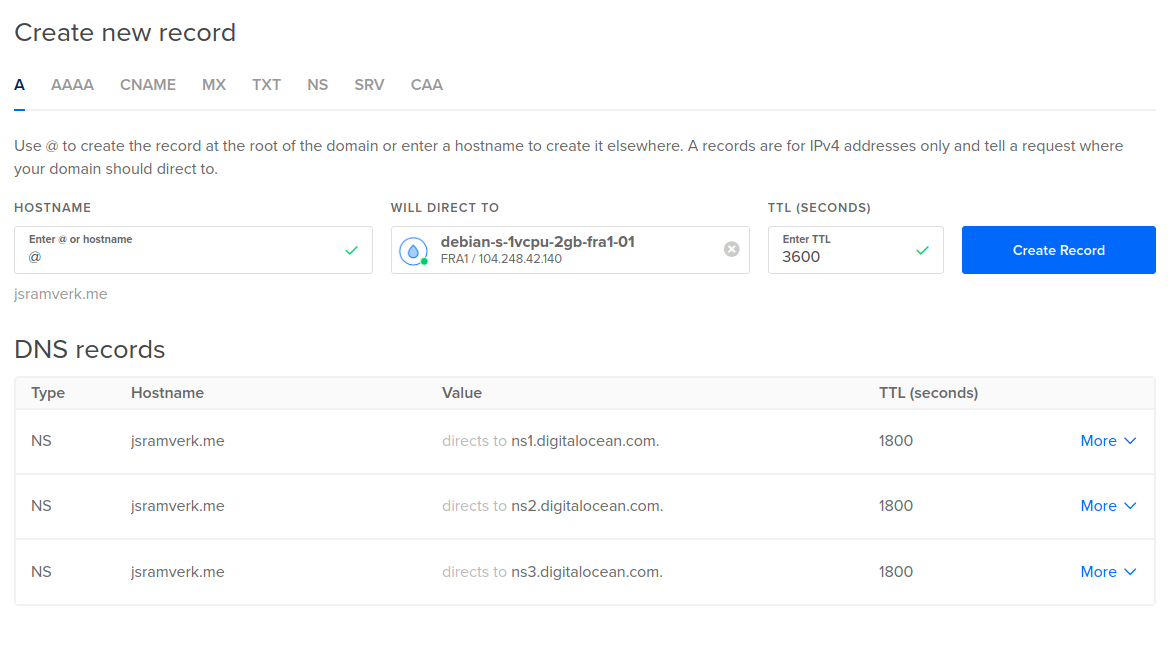 Create new record
A AAAA CNAME MX TXT NS SRV CAA
Use @ to create the record at the root of the domain or enter a hostname to create it elsewhere. A records are for IPv4 addresses only and tell a request where
your domain should direct to.
HOSTNAME WILL DIRECT TO TTL (SECONDS)
Enter @ or hostname debian-s-1vcpu-2gb-fra1-01 Enter TTL
@ FRA1 / 104.248.42.140 3600 Create Record
jsramverk.me
DNS records
Type Hostname Value TTL (seconds)
NS jsramverk.me directs to ns1.digitalocean.com. 1800 More
NS jsramverk.me directs to ns2.digitalocean.com. 1800 More
NS jsramverk.me directs to ns3.digitalocean.com. 1800 More